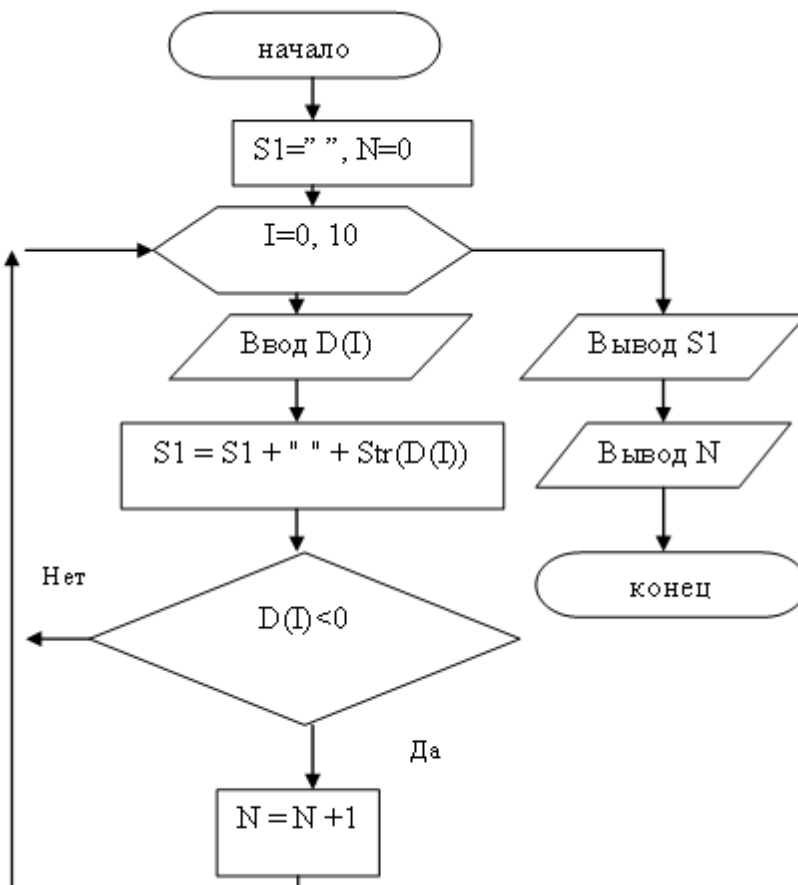 начало
S1=” ”, N=0
I=0, 10
Ввод D(I)
Вывод S1
S1 = S1 + " " + Str(D(I))
Вывод N
Нет
D(I)<0
конец
Да
N = N +1